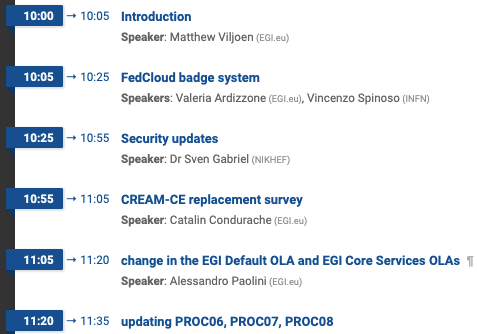 10:00 → 10:05 Introduction
Speaker: Matthew Viljoen (EGI.eu)
10:05 → 10:25 FedCloud badge system
Speakers: Valeria Ardizzone (EGI.eu), Vincenzo Spinoso (INFN)
10:25 → 10:55 Security updates
Speaker: Dr Sven Gabriel (NIKHEF)
10:55 → 11:05 CREAM-CE replacement survey
Speaker: Catalin Condurache (EGI.eu)
11:05 → 11:20 change in the EGI Default OLA and EGI Core Services OLAs ¶
Speaker: Alessandro Paolini (EGI.eu)
11:20 → 11:35 updating PROC06, PROC07, PROC08